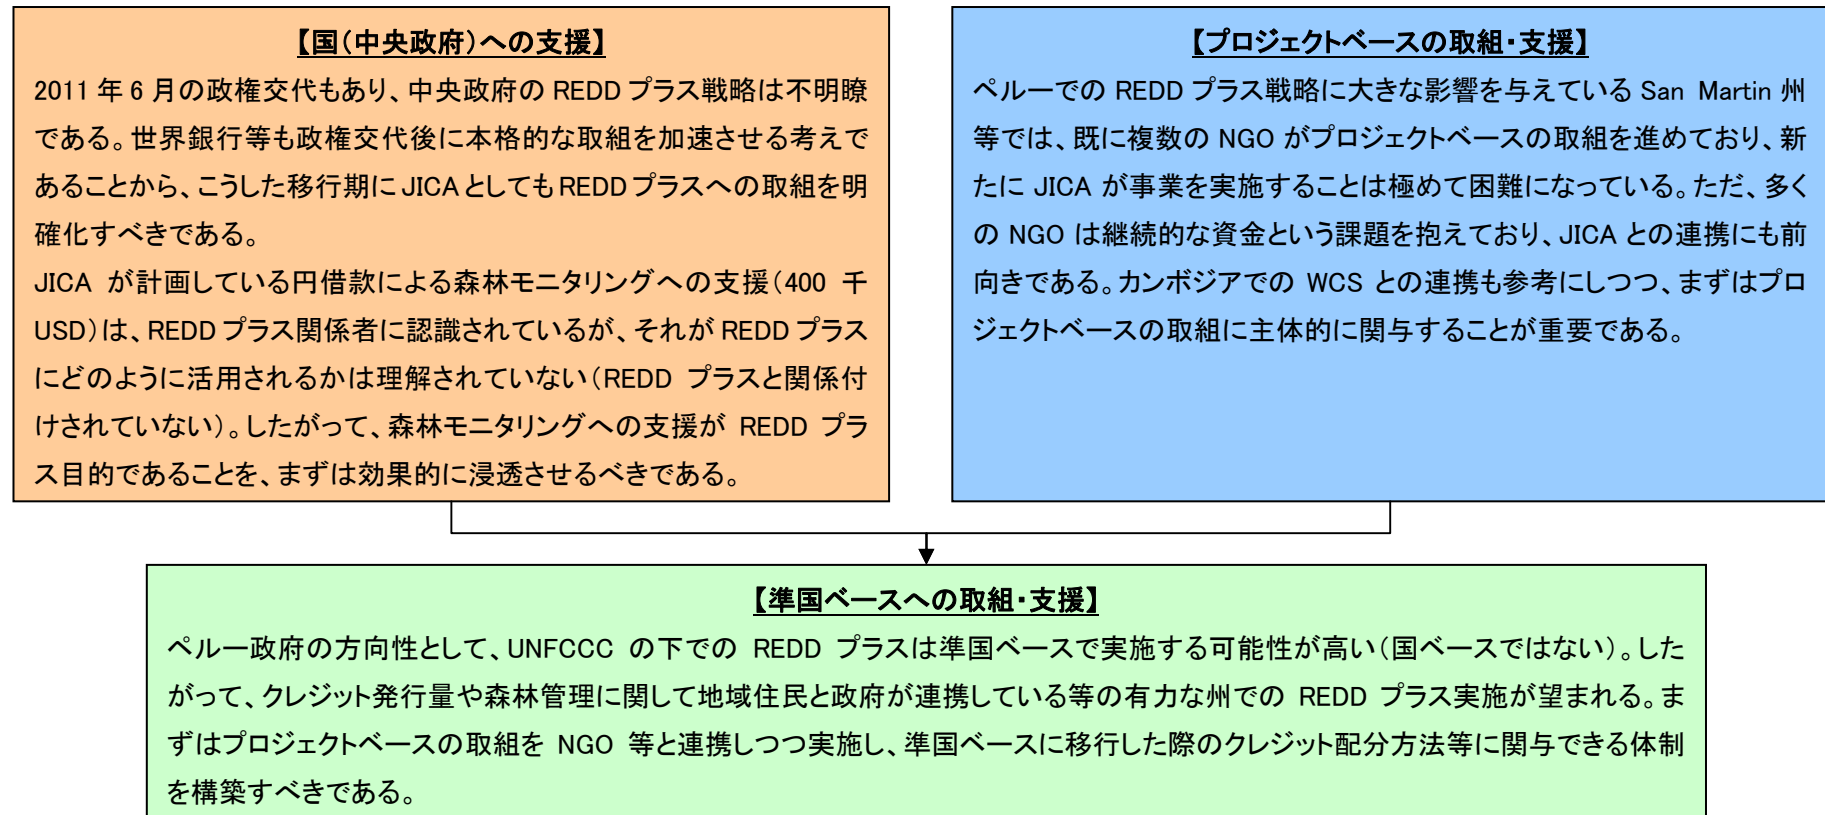 【国(中央政府)への支援】
2011 年 6 月の政権交代もあり、中央政府の REDD プラス戦略は不明瞭
である。世界銀行等も政権交代後に本格的な取組を加速させる考えで
あることから、こうした移行期に JICA としても REDD プラスへの取組を明
確化すべきである。
JICA が計画している円借款による森林モニタリングへの支援(400 千
USD)は、REDD プラス関係者に認識されているが、それが REDD プラス
にどのように活用されるかは理解されていない(REDD プラスと関係付
けされていない)。したがって、森林モニタリングへの支援が REDD プラ
ス目的であることを、まずは効果的に浸透させるべきである。
【プロジェクトベースの取組・支援】
ペルーでの REDD プラス戦略に大きな影響を与えている San Martin 州
等では、既に複数の NGO がプロジェクトベースの取組を進めており、新
たに JICA が事業を実施することは極めて困難になっている。ただ、多く
の NGO は継続的な資金という課題を抱えており、JICA との連携にも前
向きである。カンボジアでの WCS との連携も参考にしつつ、まずはプロ
ジェクトベースの取組に主体的に関与することが重要である。
【準国ベースへの取組・支援】
ペルー政府の方向性として、UNFCCC の下での REDD プラスは準国ベースで実施する可能性が高い(国ベースではない)。した
がって、クレジット発行量や森林管理に関して地域住民と政府が連携している等の有力な州での REDD プラス実施が望まれる。ま
ずはプロジェクトベースの取組を NGO 等と連携しつつ実施し、準国ベースに移行した際のクレジット配分方法等に関与できる体制
を構築すべきである。